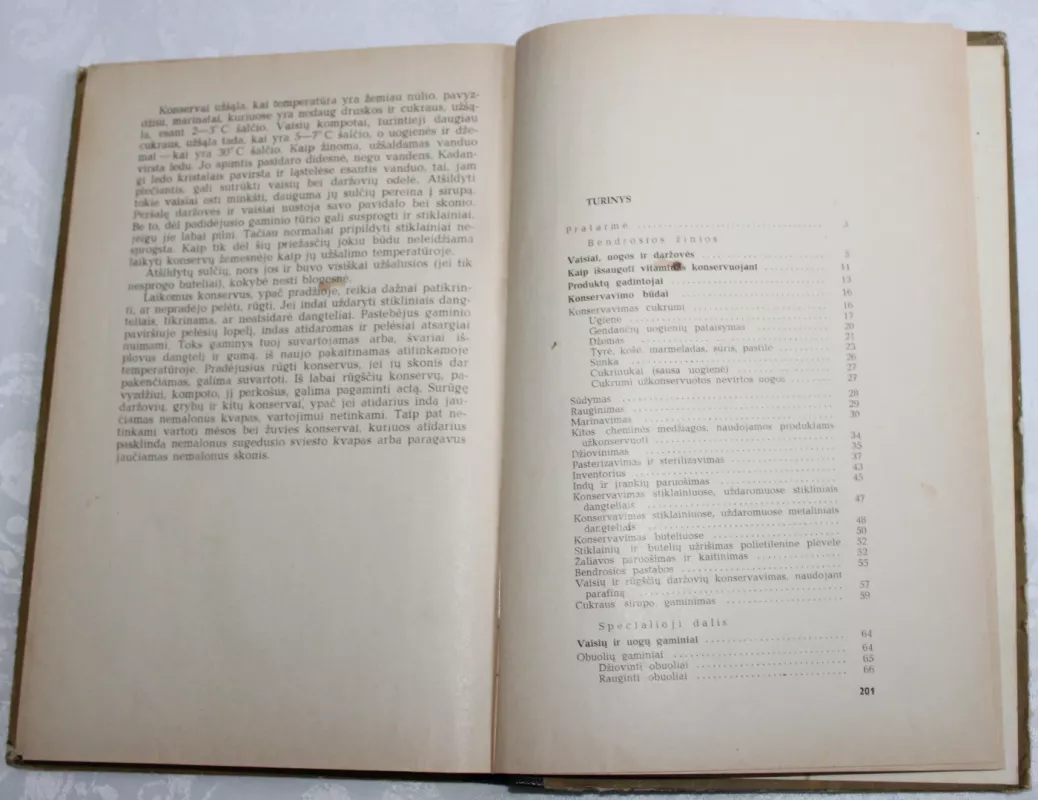 Konservai užšąla, kai temperatūra yra žemiau nulio, pavyz-
džiui, marinatai, kuriuose yra nedaug druskos ir cukraus, užšą-
la, esant 2—3° C šalčio. Vaisių kompotai, turintieji daugiau
cukraus, užšąla tada, kai yra 5—7° C šalčio, o uogienės ir dže-
mai — kai yra 30° C šalčio. Kaip žinoma, užšaldamas vanduo
virsta ledu. Jo apimtis pasidaro didesnė, negu vandens. Kadan-
gi ledo kristalais pavirsta ir ląstelėse esantis vanduo, tai, jam
plečiantis, gali sutrūkti vaisių bei daržovių odelė. Atšildyti
tokie vaisiai esti minkšti, dauguma jų sulčių pereina į sirupą.
Peršalę daržovės ir vaisiai nustoja savo pavidalo bei skonio.
Be to, dėl padidėjusio gaminio tūrio gali susprogti ir stiklainiai,
jeigu jie labai pilni. Tačiau normaliai pripildyti stiklainiai ne-
sprogsta. Kaip tik dėl šių priežasčių jokiu būdu neleidžiama
laikyti konservų žemesnėje kaip jų užšalimo temperatūroje.
Atšildytų sulčių, nors jos ir buvo visiškai užšalusios (jei tik
nesprogo buteliai), kokybė nesti blogesnė.
Laikomus konservus, ypač pradžioje, reikia dažnai patikrin-
ti, ar nepradėjo pelėti, rūgti. Jei indai uždaryti stikliniais dang-
teliais, tikrinama, ar neatsidarė dangteliai. Pastebėjus gaminio
paviršiuje pelėsių lopelį, indas atidaromas ir pelėsiai atsargiai
nuimami. Toks gaminys tuoj suvartojamas arba, švariai iš-
plovus dangtelį ir gumą, iš naujo pakaitinamas atitinkamoje
temperatūroje. Pradėjusius rūgti konservus, jei jų skonis dar
pakenčiamas, galima suvartoti. Iš labai rūgščių konservų, pa-
vyzdžiui, kompoto, jį perkošus, galima pagaminti actą. Surūgę
daržovių, grybų ir kitų konservai, ypač jei atidarius indą jau-
čiamas nemalonus kvapas, vartojimui netinkami. Taip pat ne-
tinkami vartoti mėsos bei žuvies konservai, kuriuos atidarius
pasklinda nemalonus sugedusio sviesto kvapas arba paragavus
jaučiamas nemalonus skonis.
TURINYS
Pratarmė 3
Bendrosios žinios
Vaisiai, uogos ir daržovės 5
Kaip išsaugoti vitaminus konservuojant 11
Produktų gadintojai 13
Konservavimo būdai 16
Konservavimas cukrumi 16
Uogienė 17
Gendančių uogienių pataisymas 20
Džemas 21
Tyrė, košė, marmeladas, sūris, pastilė 23
Sunka 26
Cukrinukai (sausa uogienė) 27
Cukrumi užkonservuotos nevirtos uogos 27
Sūdymas 28
Rauginimas 29
Marinavimas 30
Kitos cheminės medžiagos, naudojamos produktams
užkonservuoti 34
Džiovinimas 35
Pasterizavimas ir sterilizavimas 37
Inventorius 43
Indų ir įrankių paruošimas 45
Konservavimas stiklainiuose, uždaromuose stikliniais
dangteliais 47
Konservavimas stiklainiuose, uždaromuose metaliniais
dangteliais 48
Konservavimas buteliuose 50
Stiklainių ir butelių užrišimas polietilenine plėvele 52
Žaliavos paruošimas ir kaitinimas 52
Bendrosios pastabos 55
Vaisių ir rūgščių daržovių konservavimas, naudojant
parafiną 57
Cukraus sirupo gaminimas 59
Specialioji dalis
Vaisių ir uogų gaminiai 64
Obuolių gaminiai 64
Džiovinti obuoliai 65
Rauginti obuoliai 66
201